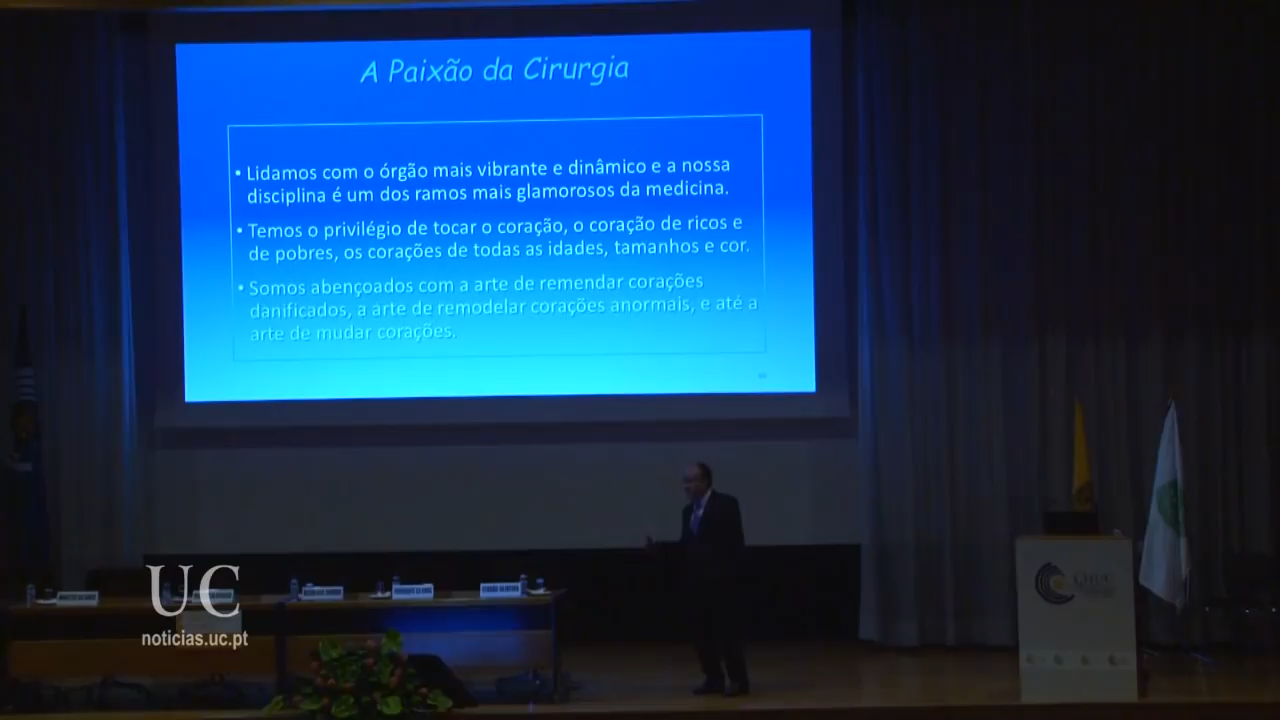 A Paixão da Cirurgia
• Lidamos com o órgão mais vibrante e dinâmico e a nossa
disciplina é um dos ramos mais glamorosos da medicina.
• Temos o privilégio de tocar o coração, o coração de ricos e
de pobres, os corações de todas as idades, tamanhos e cor.
• Somos abençoados com a arte de remendar corações
danificados, a arte de remodelar corações anormais, e até a
arte de mudar corações.
UC
noticias.uc.pt
CHUC